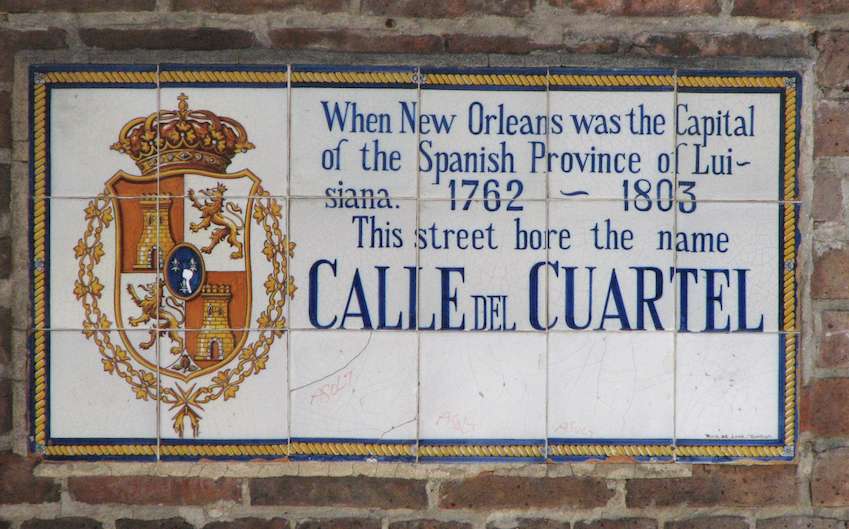 When New Orleans was the Capital
of the Spanish Province of Lui~
siana. 1762 ~ 1803
This street bore the name
CALLE DEL CUARTEL